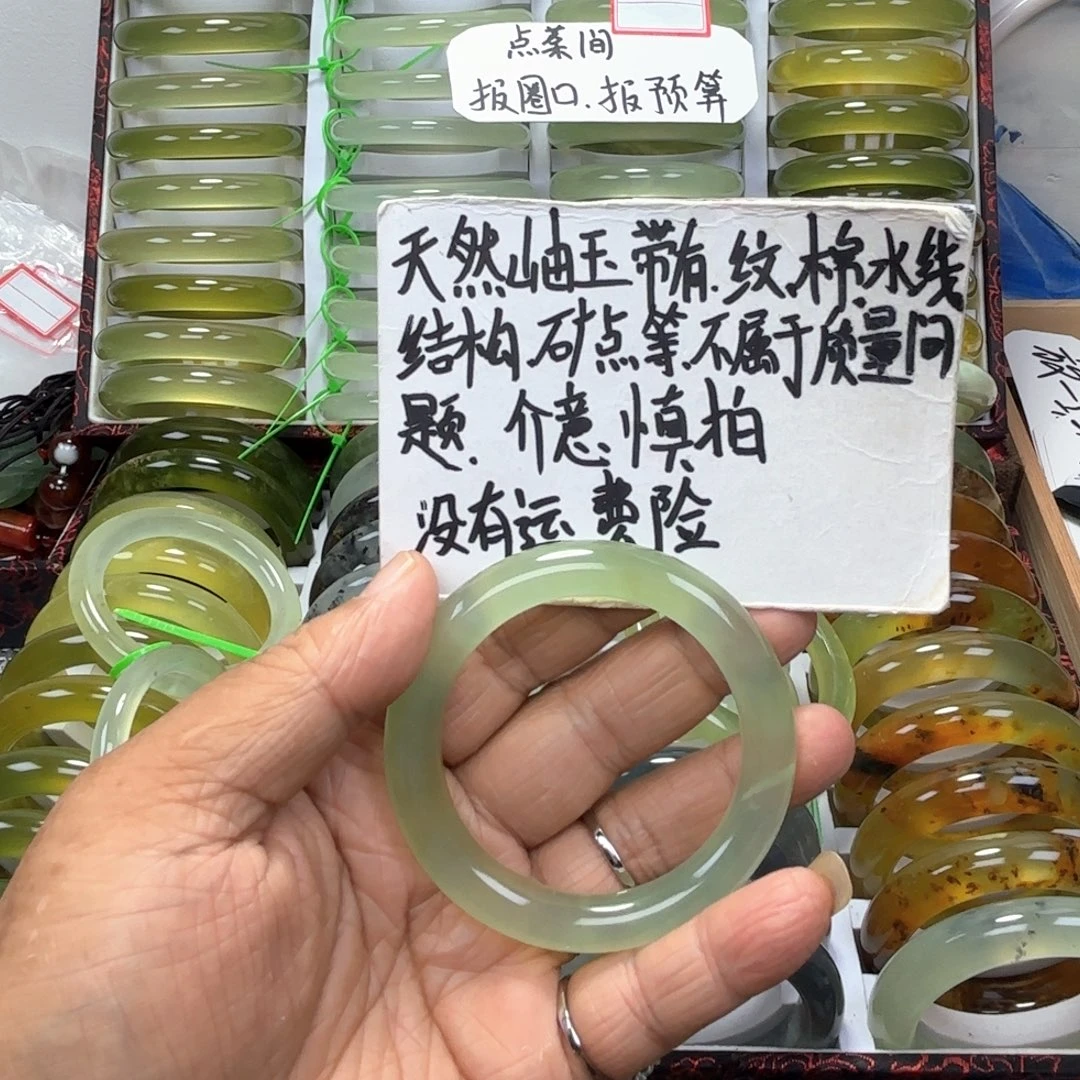 点菜间
报圈口.报预算
天然岫玉带有.纹.棉.水线
结构.矿点等.不属于质量问
题.介意.慎拍
没有运费险